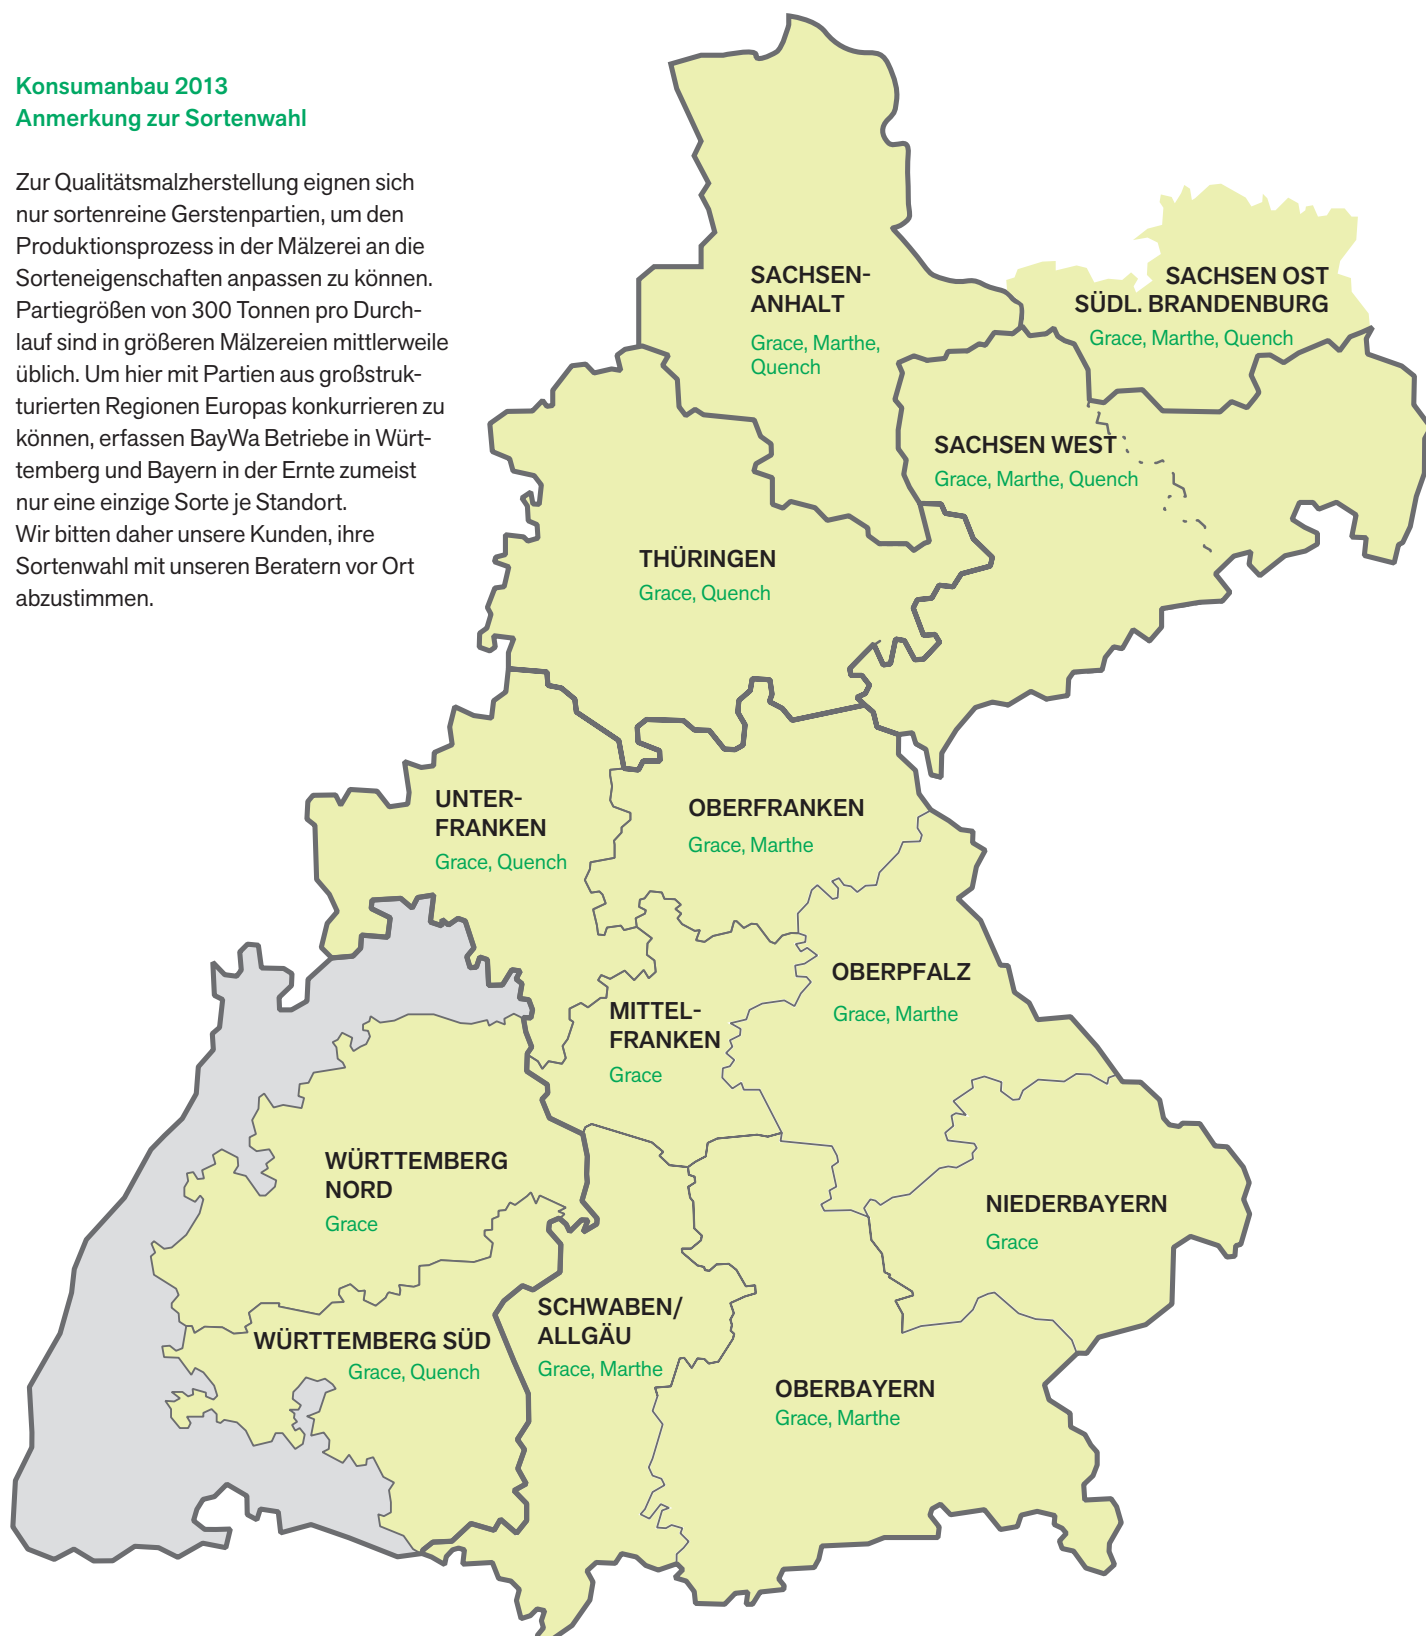 Konsumanbau 2013
Anmerkung zur Sortenwahl
Zur Qualitätsmalzherstellung eignen sich
nur sortenreine Gerstenpartien, um den
Produktionsprozess in der Mälzerei an die
Sorteneigenschaften anpassen zu können.
Partiegrößen von 300 Tonnen pro Durch-
lauf sind in größeren Mälzereien mittlerweile
üblich. Um hier mit Partien aus großstruk-
turierten Regionen Europas konkurrieren zu
können, erfassen BayWa Betriebe in Würt-
temberg und Bayern in der Ernte zumeist
nur eine einzige Sorte je Standort.
Wir bitten daher unsere Kunden, ihre
Sortenwahl mit unseren Beratern vor Ort
abzustimmen.
SACHSEN-
ANHALT
Grace, Marthe,
Quench
SACHSEN OST
SÜDL. BRANDENBURG
Grace, Marthe, Quench
SACHSEN WEST
Grace, Marthe, Quench
THÜRINGEN
Grace, Quench
UNTER-
FRANKEN
Grace, Quench
OBERFRANKEN
Grace, Marthe
OBERPFALZ
Grace, Marthe
MITTEL-
FRANKEN
Grace
WÜRTTEMBERG
NORD
Grace
NIEDERBAYERN
Grace
SCHWABEN/
ALLGÄU
Grace, Marthe
WÜRTTEMBERG SÜD
Grace, Quench
OBERBAYERN
Grace, Marthe